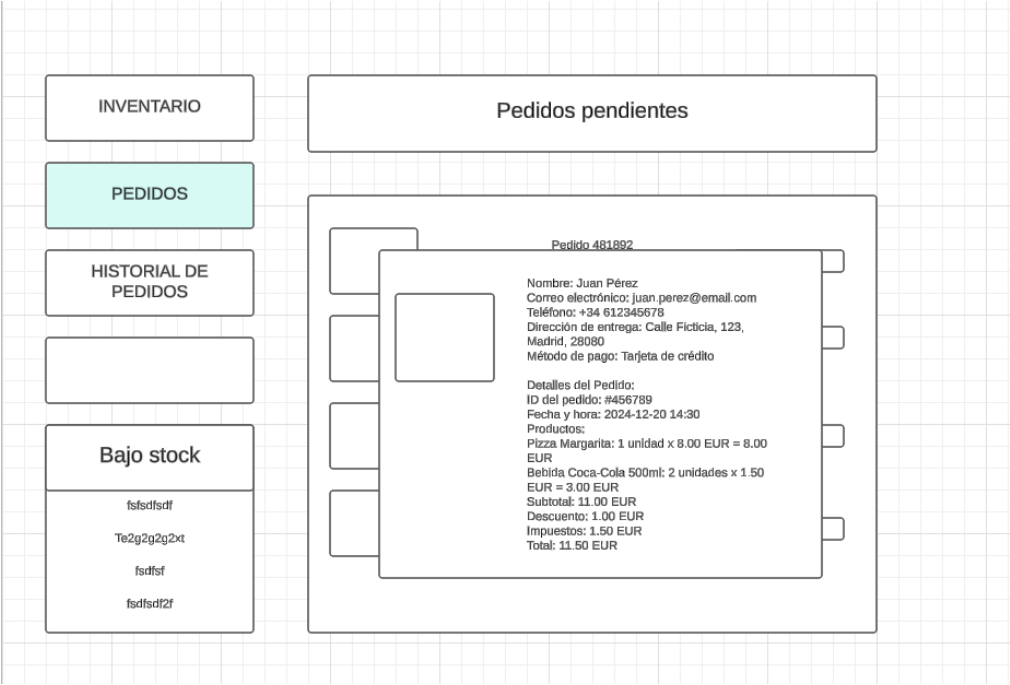 INVENTARIO
PEDIDOS
HISTORIAL DE
PEDIDOS
Bajo stock
fsfsdfsdf
Te2g2g2g2xt
fsdfsf
fsdfsdf2f
Pedidos pendientes
Pedido 481892
Nombre: Juan Pérez
Correo electrónico: juan.perez@email.com
Teléfono: +34 612345678
Dirección de entrega: Calle Ficticia, 123,
Madrid, 28080
Método de pago: Tarjeta de crédito
Detalles del Pedido:
ID del pedido: #456789
Fecha y hora: 2024-12-20 14:30
Productos:
Pizza Margarita: 1 unidad x 8.00 EUR = 8.00
EUR
Bebida Coca-Cola 500ml: 2 unidades x 1.50
EUR = 3.00 EUR
Subtotal: 11.00 EUR
Descuento: 1.00 EUR
Impuestos: 1.50 EUR
Total: 11.50 EUR